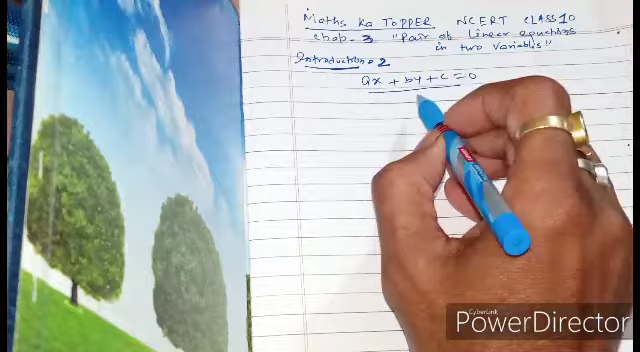 Maths Ka Topper NCERT CLASS 10
Chap-3 "Pair of linear equations
in two variables"
Introduction = 2
ax + by + c = 0
CyberLink
PowerDirector